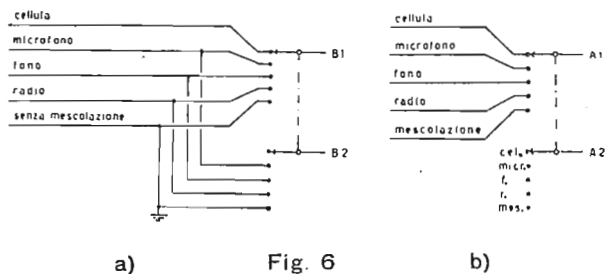 cellula
microfono
fono
radio
senza mescolazione
B1
B2
cellula
microfono
fono
radio
mescolazione
A1
A2
cel.
micr.
f.
r.
mes.
a) Fig. 6 b)